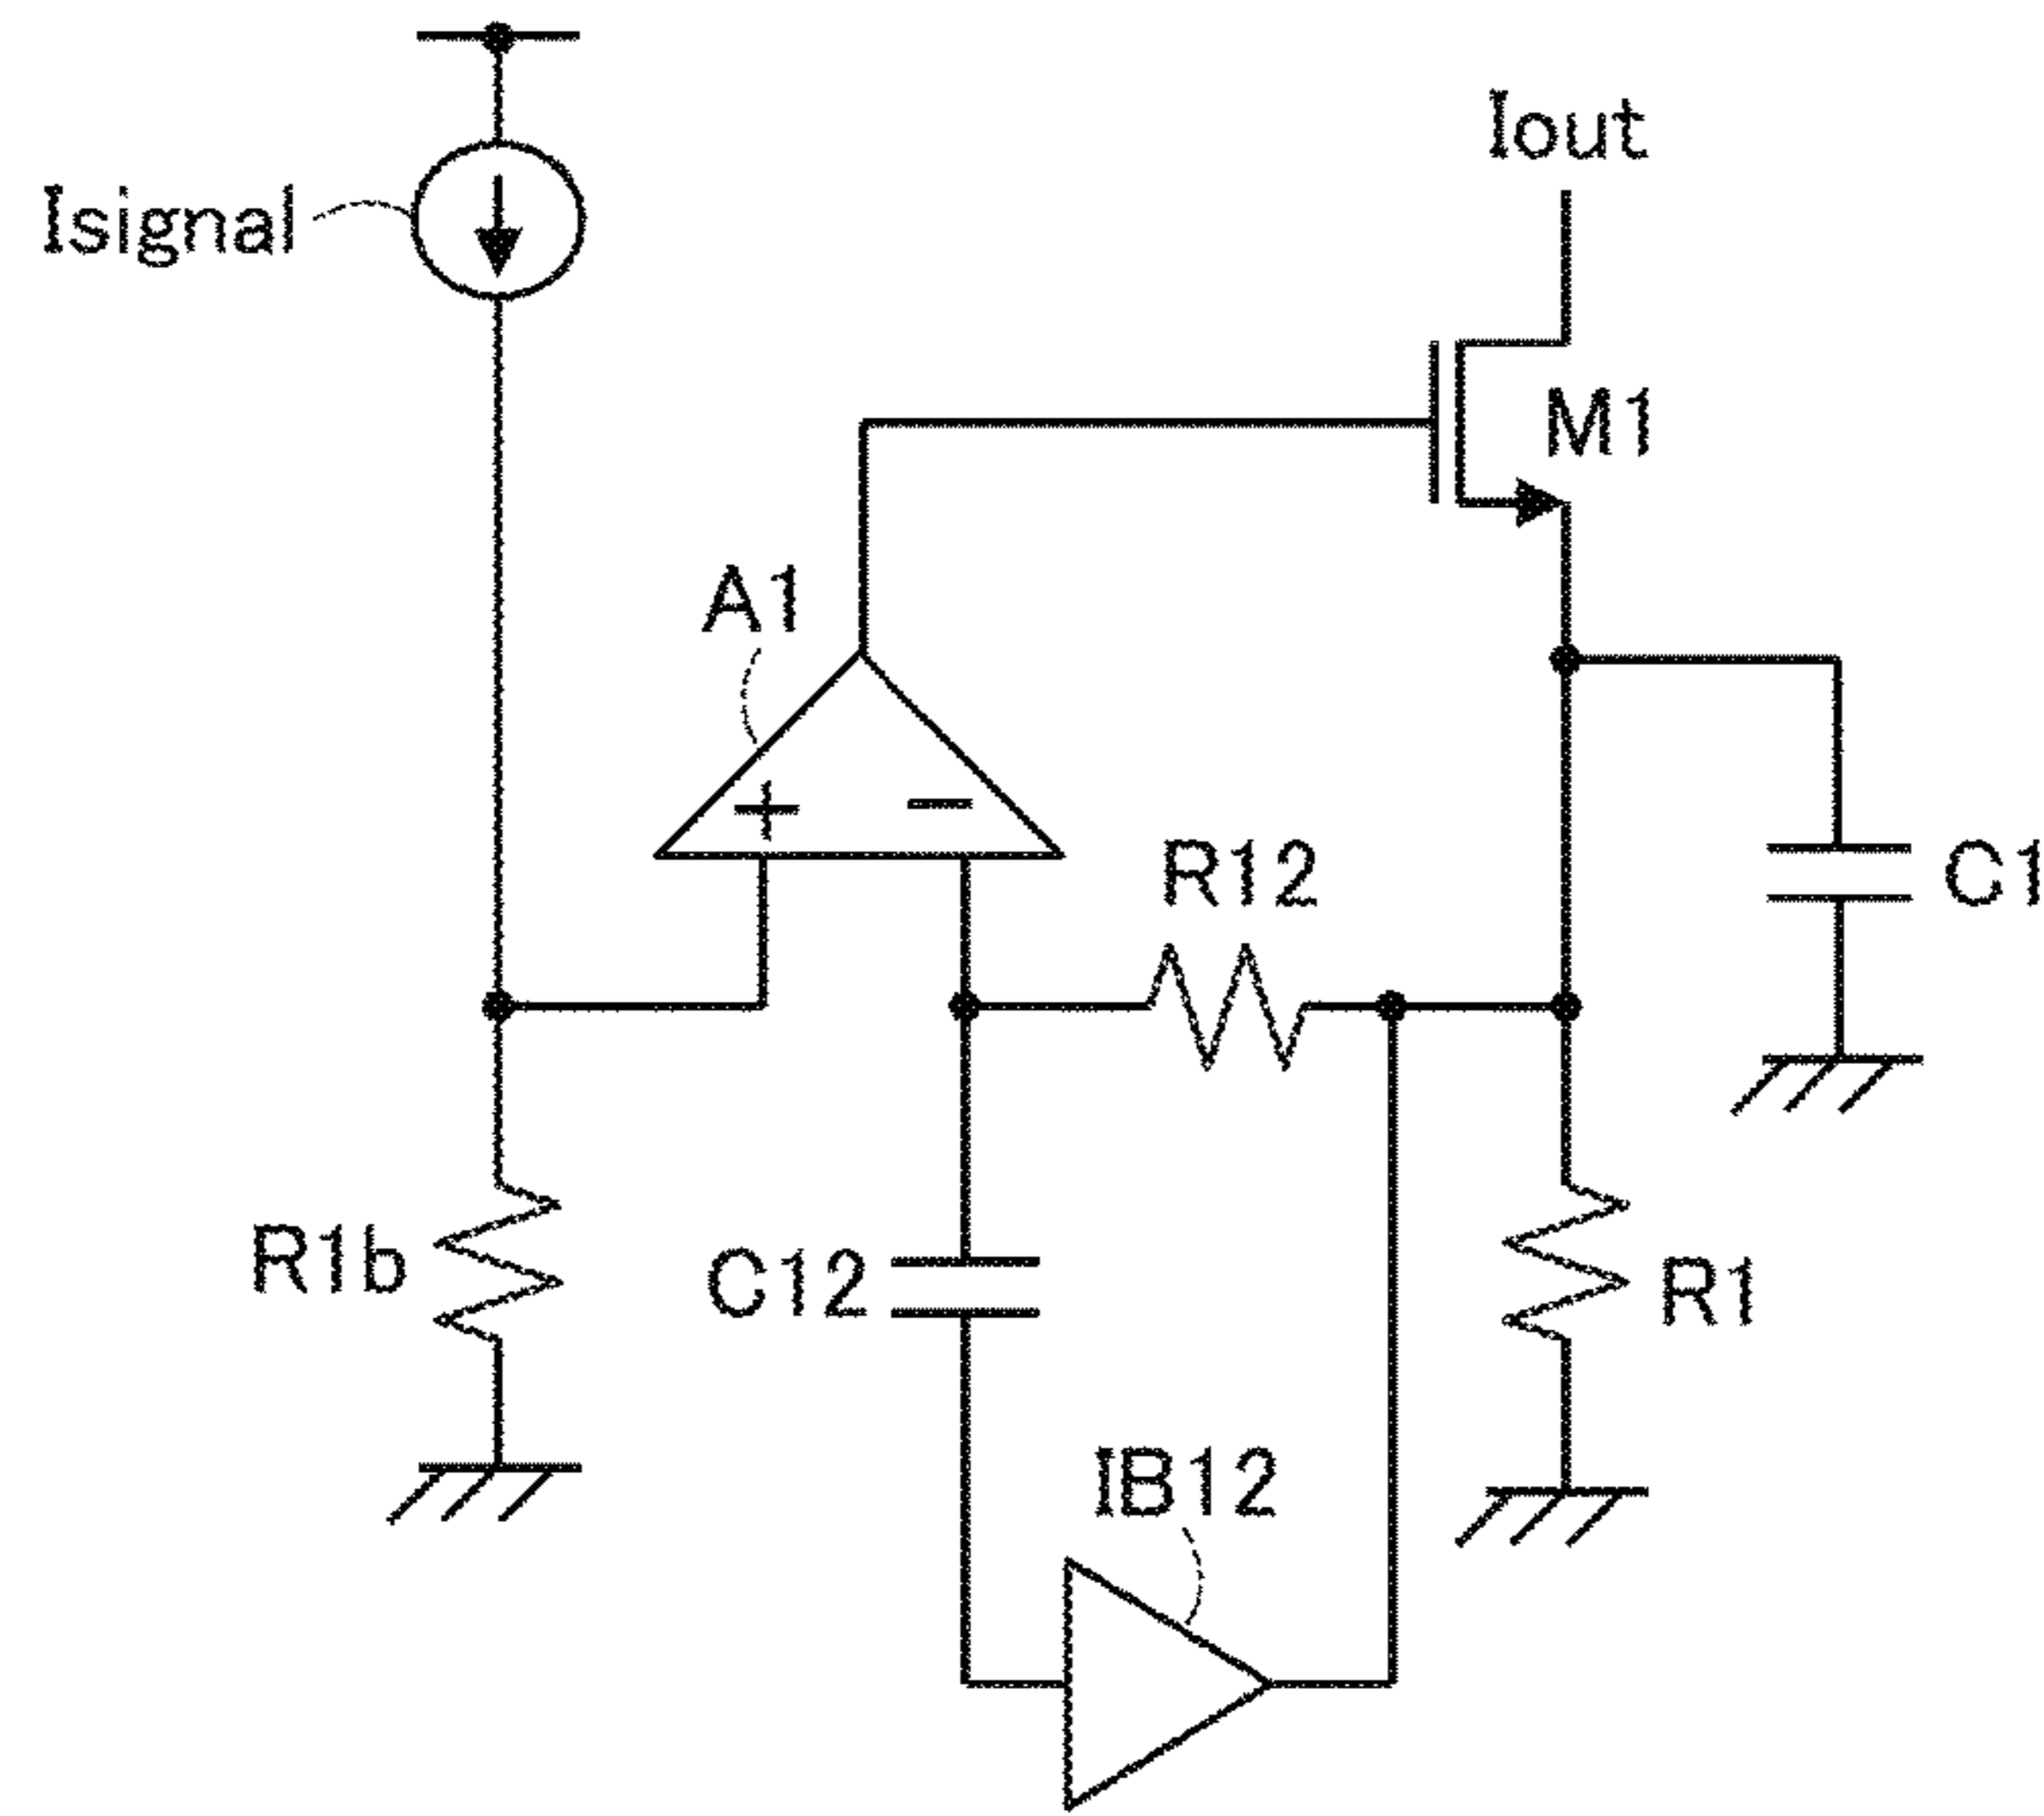 Iout
Isignal
M1
A1
+
−
R12
C1
R1b
C12
R1
IB12